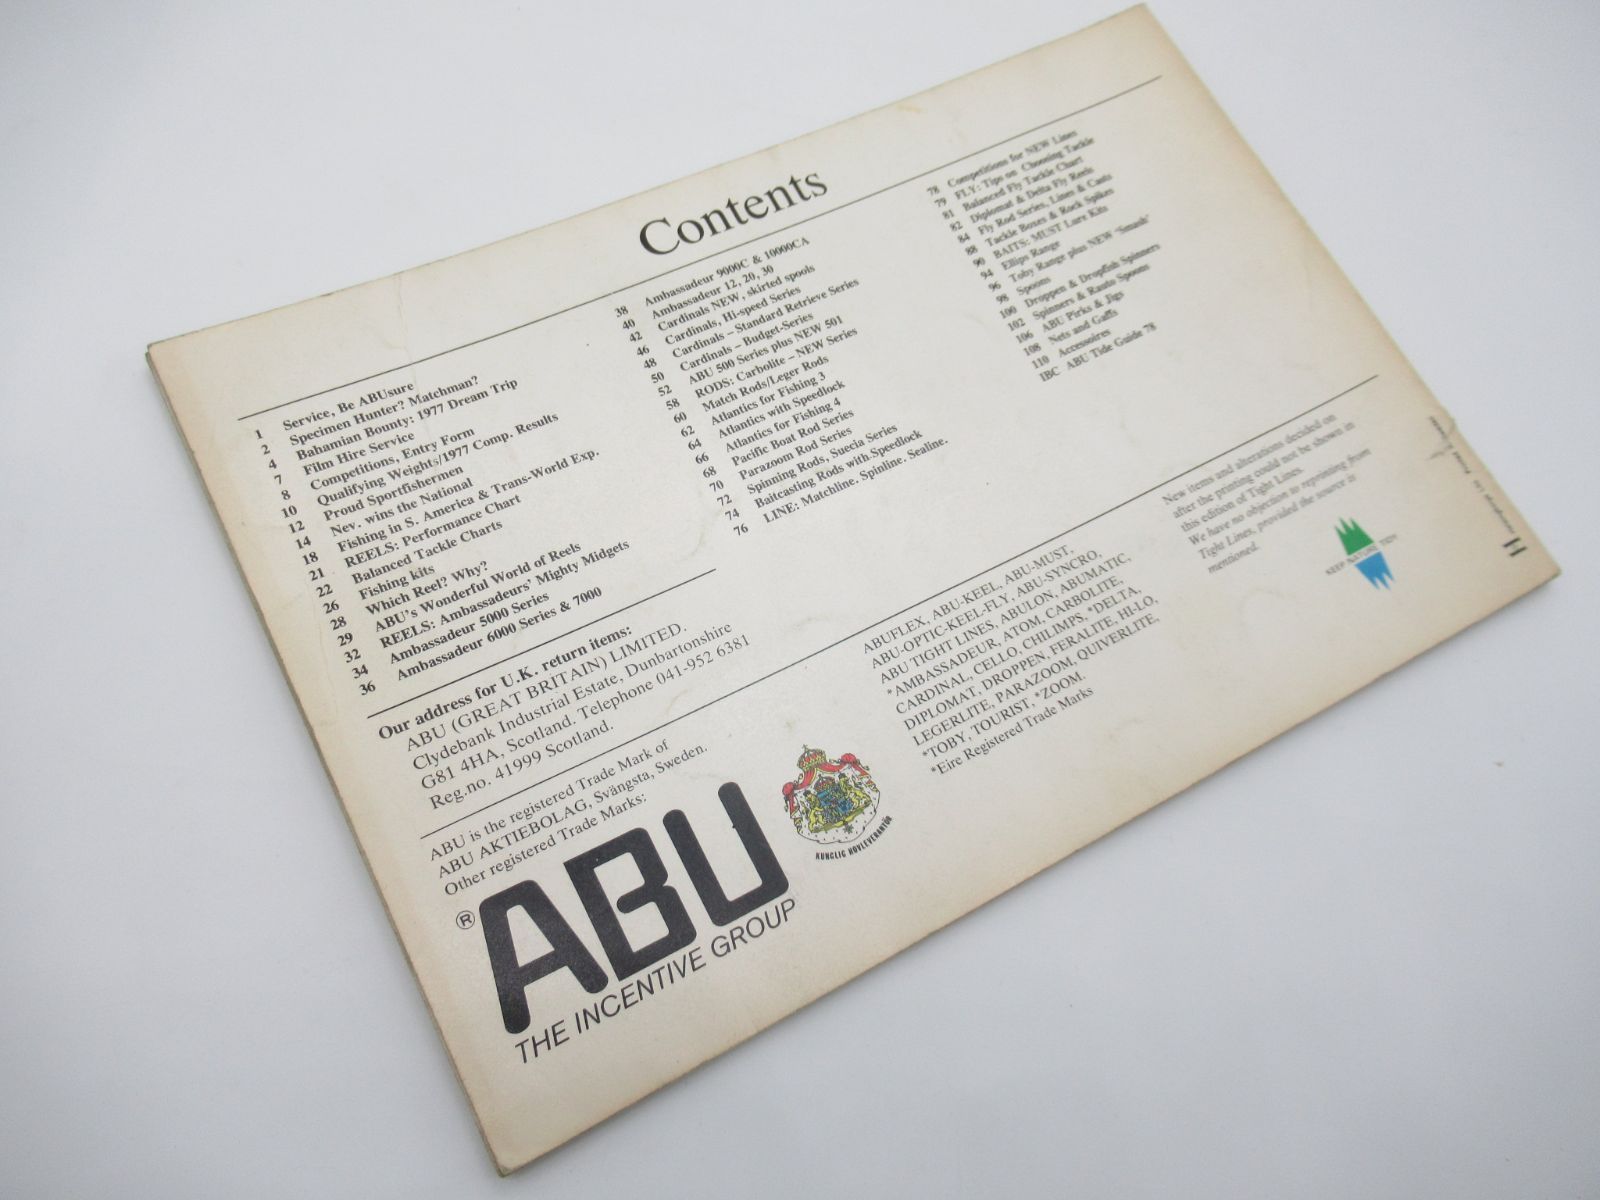 Contents
1 Service, Be ABUsure
2 Specimen Hunter? Matchman?
4 Bahamian Bounty: 1977 Dream Trip
7 Film Hire Service
8 Competitions, Entry Form
10 Qualifying Weights/1977 Comp. Results
12 Proud Sportfishermen
14 Nev. wins the National
18 Fishing in S. America & Trans-World Exp.
21 REELS: Performance Chart
22 Balanced Tackle Charts
26 Fishing kits
28 Which Reel? Why?
29 ABU's Wonderful World of Reels
32 REELS: Ambassadeurs' Mighty Midgets
34 Ambassadeur 5000 Series
36 Ambassadeur 6000 Series & 7000
38 Ambassadeur 9000C & 10000CA
40 Ambassadeur 12, 20, 30
42 Cardinals NEW, skirted spools
46 Cardinals, Hi-speed Series
48 Cardinals – Standard Retrieve Series
50 Cardinals – Budget-Series
52 ABU 500 Series plus NEW 501
58 RODS: Carbolite – NEW Series
60 Match Rods/Leger Rods
62 Atlantics for Fishing 3
64 Atlantics with Speedlock
66 Atlantics for Fishing 4
68 Pacific Boat Rod Series
70 Parazoom Rod Series
72 Spinning Rods, Suecia Series
74 Baitcasting Rods with Speedlock
76 LINE: Matchline. Spinline. Sealine.
78 Competitions for NEW Lines
79 FLY: Tips on Choosing Tackle
81 Balanced Fly Tackle Chart
82 Diplomat & Delta Fly Reels
84 Fly Rod Series, Lines & Casts
88 Tackle Boxes & Rock Spikes
90 BAITS: MUST Lure Kits
94 Ellips Range
96 Toby Range plus NEW 'Smash'
98 Spoons
100 Droppen & Dropfish Spinners
102 Spinners & Rauto Spoons
106 ABU Pirks & Jigs
108 Nets and Gaffs
110 Accessoires
IBC ABU Tide Guide 78
Our address for U.K. return items:
ABU (GREAT BRITAIN) LIMITED.
Clydebank Industrial Estate, Dunbartonshire
G81 4HA, Scotland. Telephone 041-952 6381
Reg.no. 41999 Scotland.
ABU is the registered Trade Mark of
ABU AKTIEBOLAG, Svängsta, Sweden.
Other registered Trade Marks:
ABUFLEX, ABU-KEEL, ABU-MUST,
ABU-OPTIC-KEEL-FLY, ABU-SYNCRO,
ABU TIGHT LINES, ABULON, ABUMATIC,
*AMBASSADEUR, ATOM, CARBOLITE,
CARDINAL, CELLO, CHILIMPS, *DELTA,
DIPLOMAT, DROPPEN, FERALITE, HI-LO,
LEGERLITE, PARAZOOM, QUIVERLITE,
*TOBY, TOURIST, *ZOOM.
*Eire Registered Trade Marks
New items and alterations decided on
after the printing could not be shown in
this edition of Tight Lines.
We have no objection to reprinting from
Tight Lines, provided the source is
mentioned.
KEEP NATURE TIDY
® ABU
THE INCENTIVE GROUP
KUNGLIG HOVLEVERANTÖR